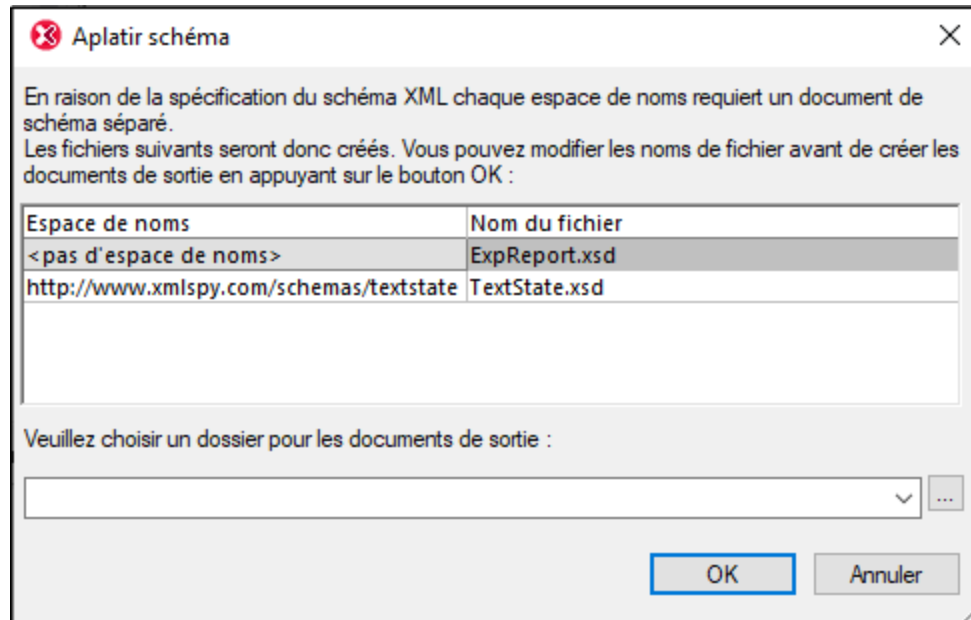 Aplatir schéma
En raison de la spécification du schéma XML chaque espace de noms requiert un document de
schéma séparé.
Les fichiers suivants seront donc créés. Vous pouvez modifier les noms de fichier avant de créer les
documents de sortie en appuyant sur le bouton OK :
Espace de noms Nom du fichier
<pas d'espace de noms> ExpReport.xsd
http://www.xmlspy.com/schemas/textstate TextState.xsd
Veuillez choisir un dossier pour les documents de sortie :
...
OK Annuler